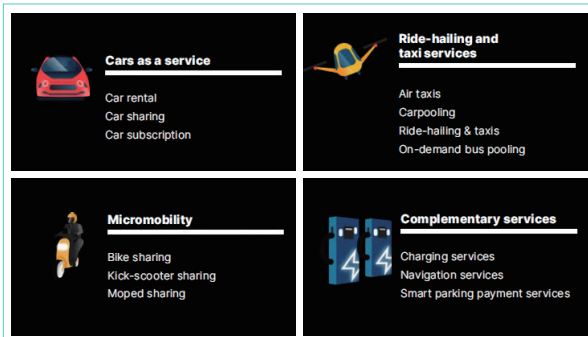 Cars as a service
Car rental
Car sharing
Car subscription
Ride-hailing and
taxi services
Air taxis
Carpooling
Ride-hailing & taxis
On-demand bus pooling
Micromobility
Bike sharing
Kick-scooter sharing
Moped sharing
Complementary services
Charging services
Navigation services
Smart parking payment services